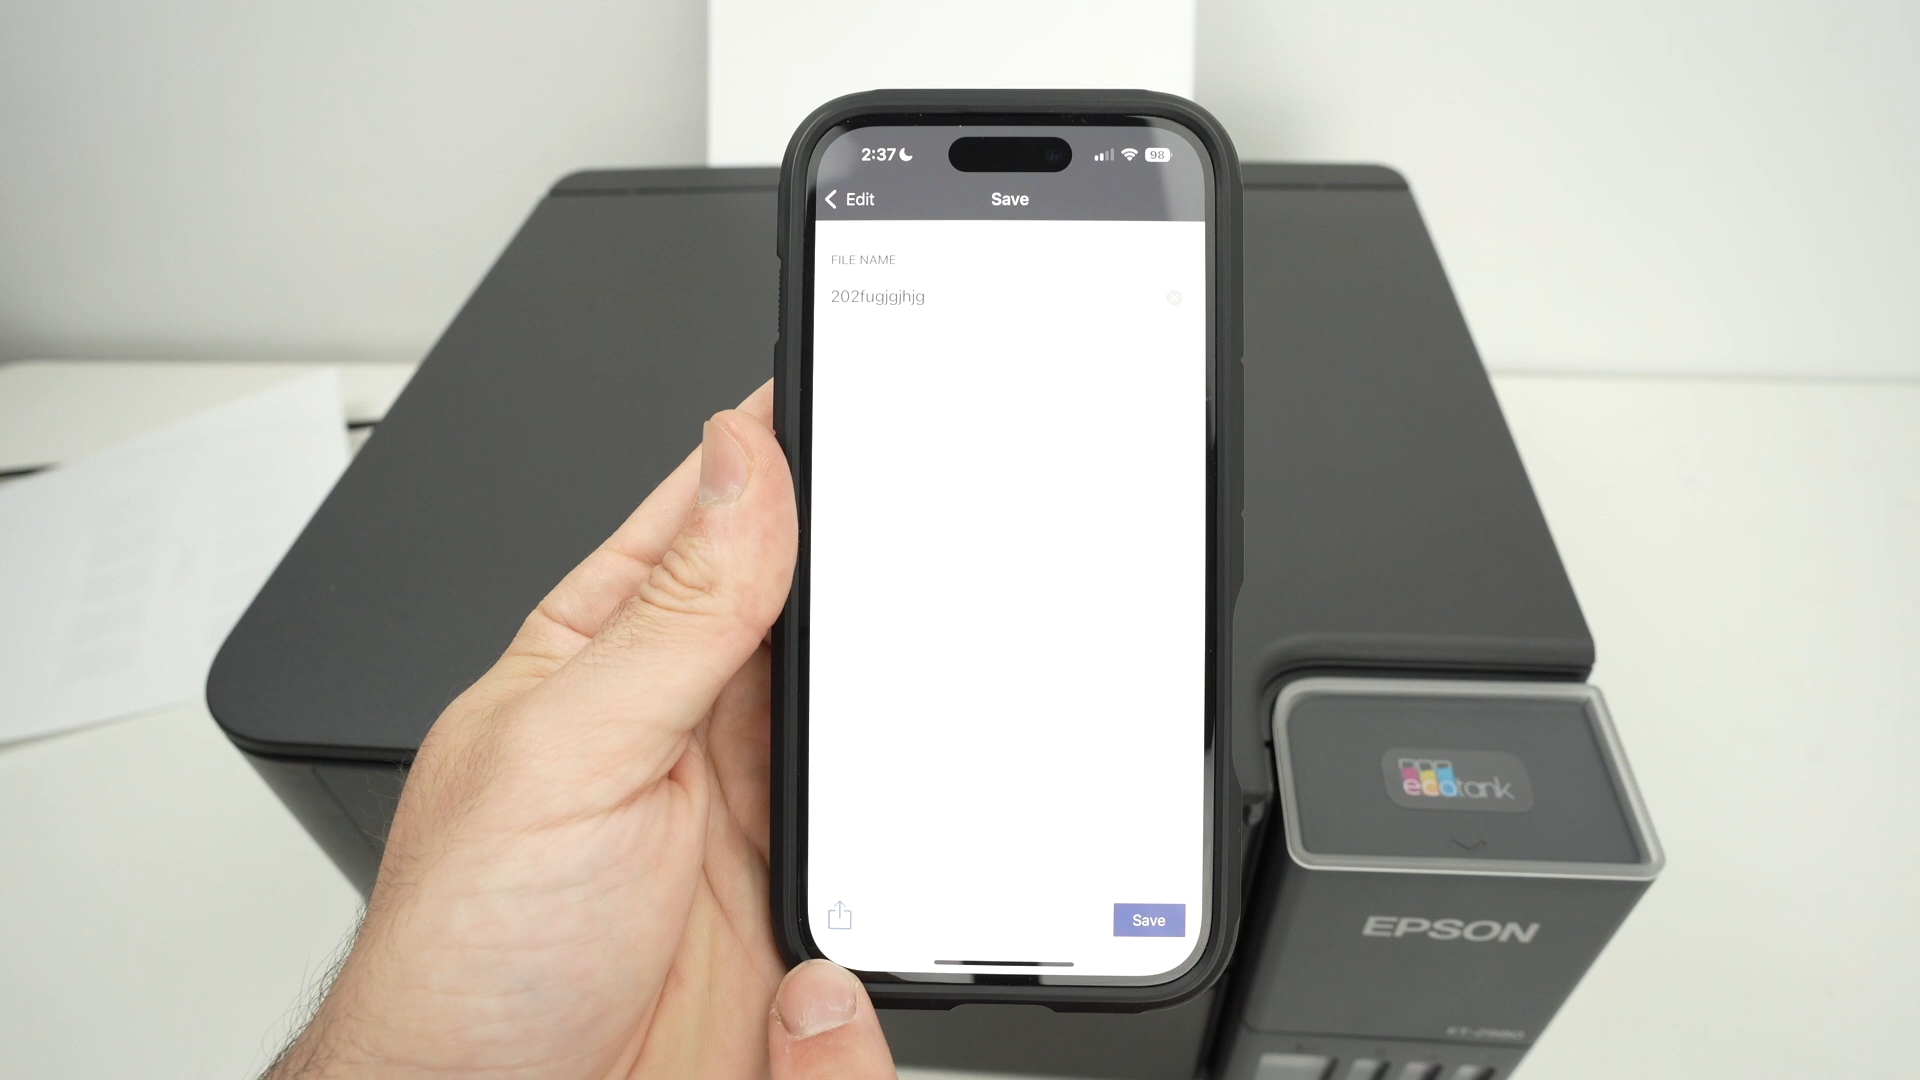 2:37
98
Edit
Save
FILE NAME
202fugjgjhjg
Save
ecotank
EPSON